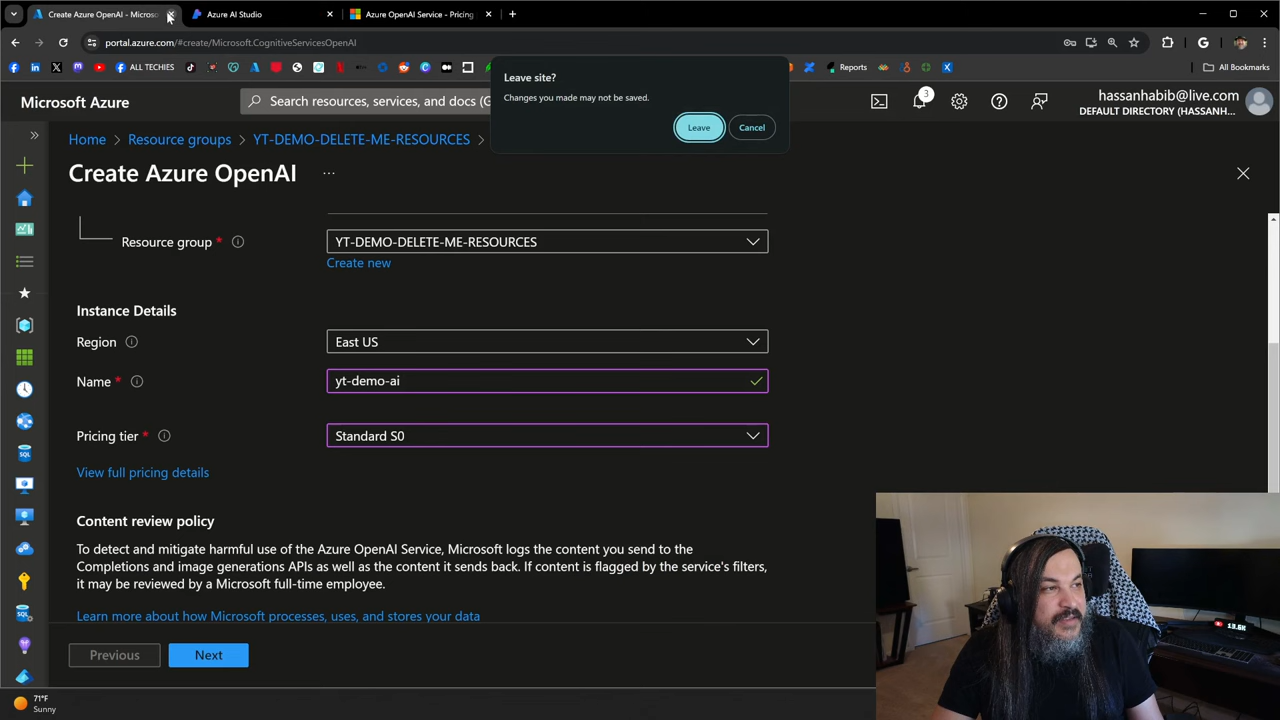 Create Azure OpenAI - Microso
Azure AI Studio
Azure OpenAI Service - Pricing
portal.azure.com/#create/Microsoft.CognitiveServicesOpenAI
ALL TECHIES
Reports
All Bookmarks
Leave site?
Changes you made may not be saved.
Leave
Cancel
Microsoft Azure
Search resources, services, and docs (G
3
hassanhabib@live.com
DEFAULT DIRECTORY (HASSANH...
Home
Resource groups
YT-DEMO-DELETE-ME-RESOURCES
Create Azure OpenAI
...
Resource group *
YT-DEMO-DELETE-ME-RESOURCES
Create new
Instance Details
Region
East US
Name *
yt-demo-ai
Pricing tier *
Standard S0
View full pricing details
Content review policy
To detect and mitigate harmful use of the Azure OpenAI Service, Microsoft logs the content you send to the
Completions and image generations APIs as well as the content it sends back. If content is flagged by the service's filters,
it may be reviewed by a Microsoft full-time employee.
Learn more about how Microsoft processes, uses, and stores your data
Previous
Next
13.6K
71°F
Sunny